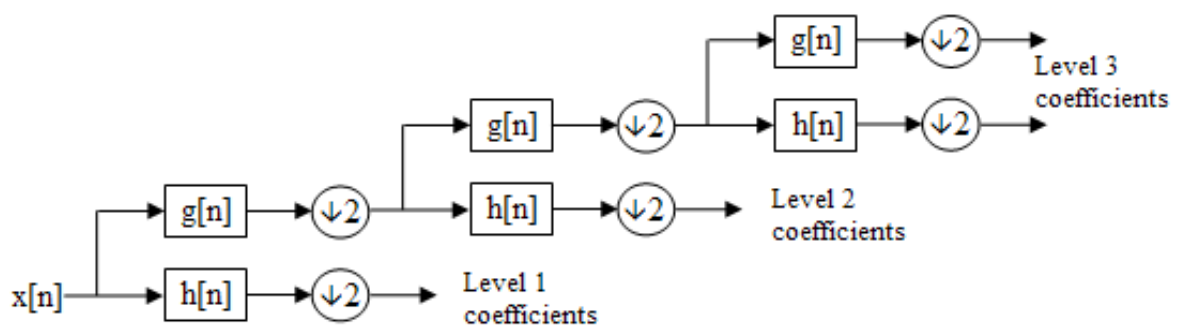 g[n] ↓2
Level 3
coefficients
g[n] ↓2 h[n] ↓2
g[n] ↓2 h[n] ↓2
Level 2
coefficients
x[n] h[n] ↓2
Level 1
coefficients